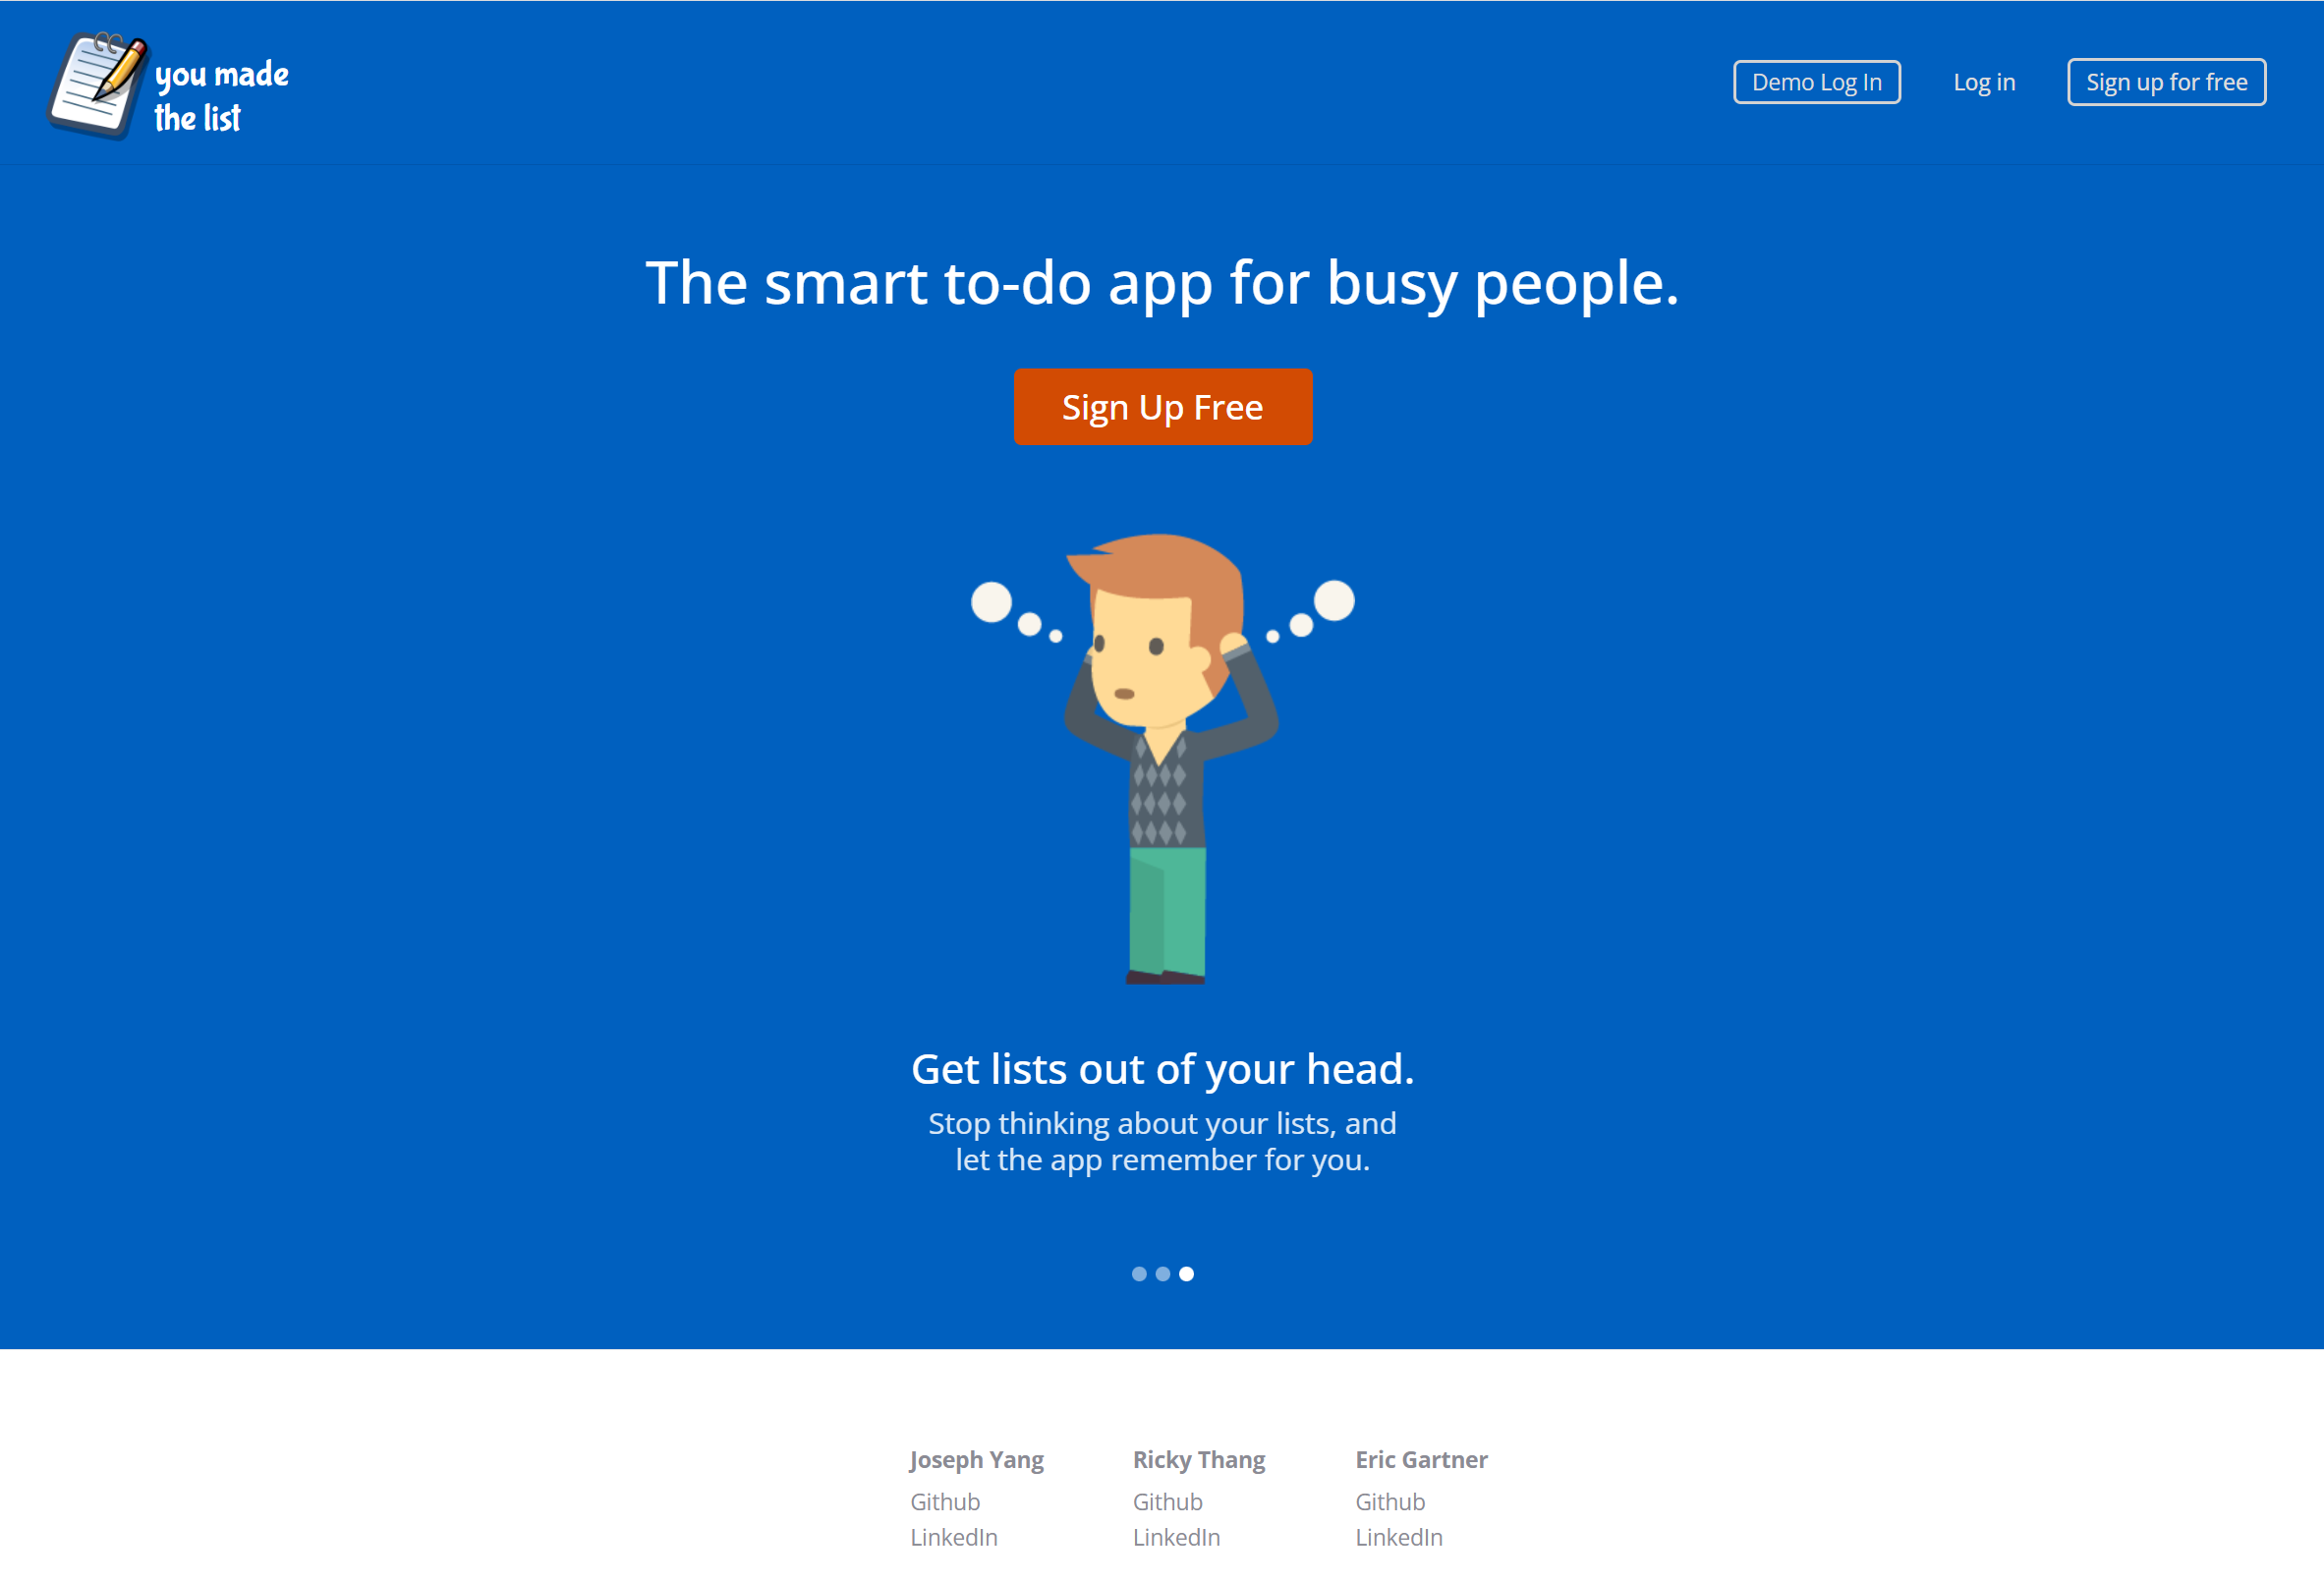 you made
the list
Demo Log In
Log in
Sign up for free
The smart to-do app for busy people.
Sign Up Free
Get lists out of your head.
Stop thinking about your lists, and
let the app remember for you.
Joseph Yang
Ricky Thang
Eric Gartner
Github
Github
Github
LinkedIn
LinkedIn
LinkedIn